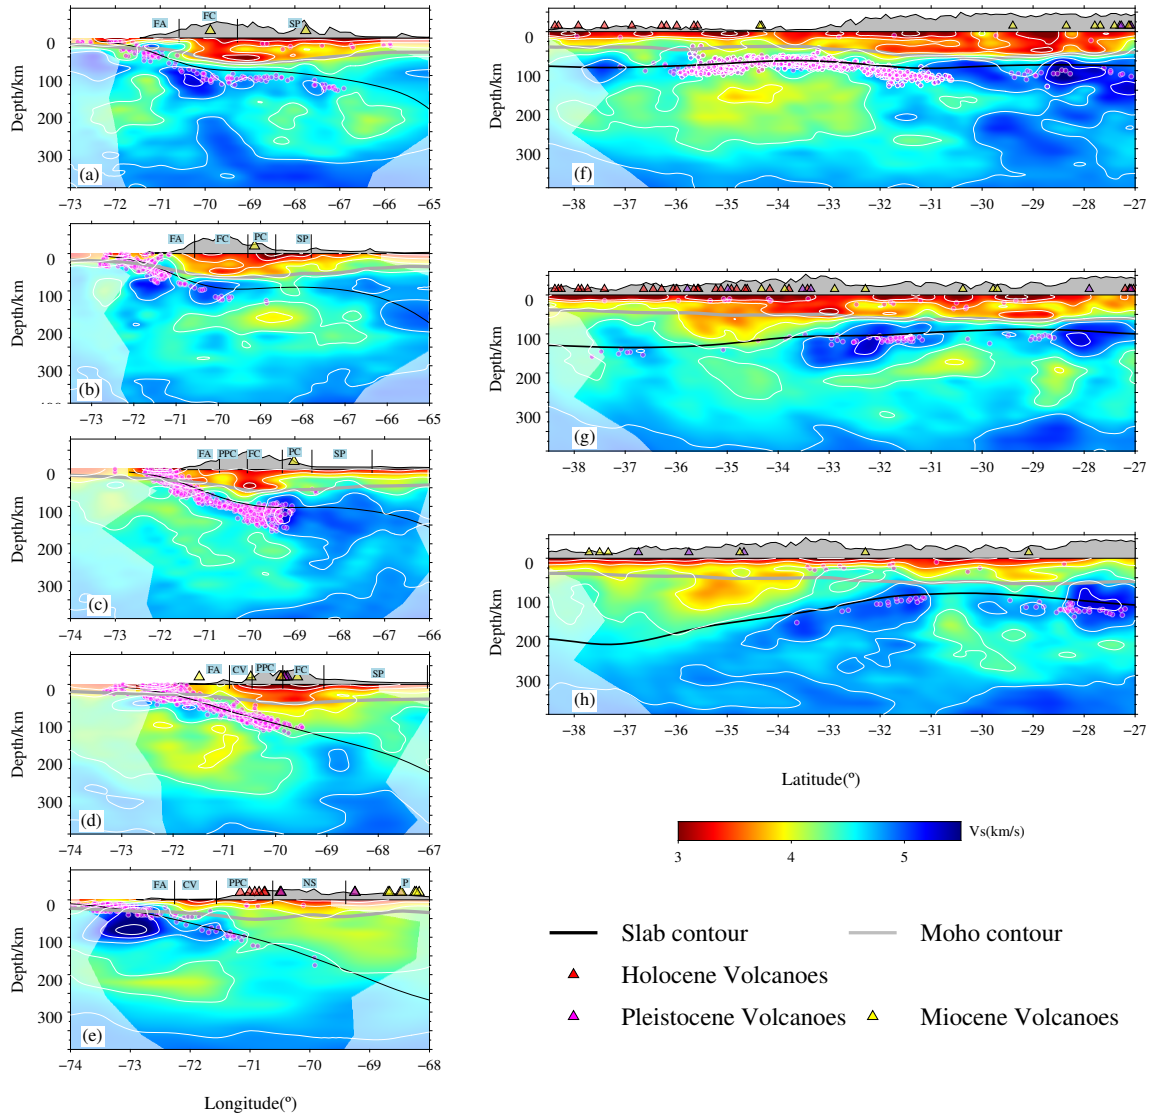 FA FC SP
Depth/km
0
100
200
300
(a)
−73 −72 −71 −70 −69 −68 −67 −66 −65
FA FC PC SP
Depth/km
0
100
200
300
(b)
−73 −72 −71 −70 −69 −68 −67 −66 −65
FA PPC FC PC SP
Depth/km
0
100
200
300
(c)
−74 −73 −72 −71 −70 −69 −68 −67 −66
FA CV PPC FC SP
Depth/km
0
100
200
300
(d)
−74 −73 −72 −71 −70 −69 −68 −67
FA CV PPC NS P
Depth/km
0
100
200
300
(e)
−74 −73 −72 −71 −70 −69 −68
Longitude(º)
Depth/km
0
100
200
300
(f)
−38 −37 −36 −35 −34 −33 −32 −31 −30 −29 −28 −27
Depth/km
0
100
200
300
(g)
−38 −37 −36 −35 −34 −33 −32 −31 −30 −29 −28 −27
Depth/km
0
100
200
300
(h)
−38 −37 −36 −35 −34 −33 −32 −31 −30 −29 −28 −27
Latitude(º)
Vs(km/s)
3 4 5
Slab contour Moho contour
Holocene Volcanoes
Pleistocene Volcanoes Miocene Volcanoes